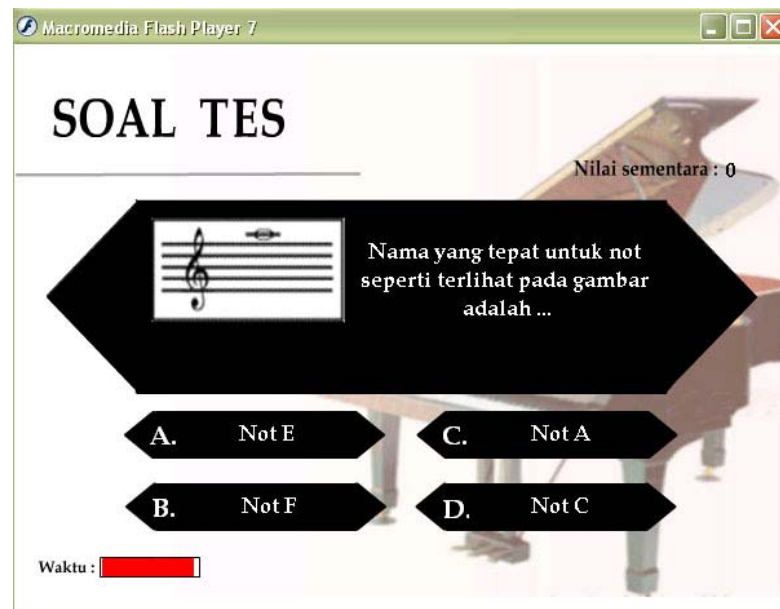 Macromedia Flash Player 7
SOAL TES
Nilai sementara : 0
Nama yang tepat untuk not
seperti terlihat pada gambar
adalah ...
A. Not E
C. Not A
B. Not F
D. Not C
Waktu :